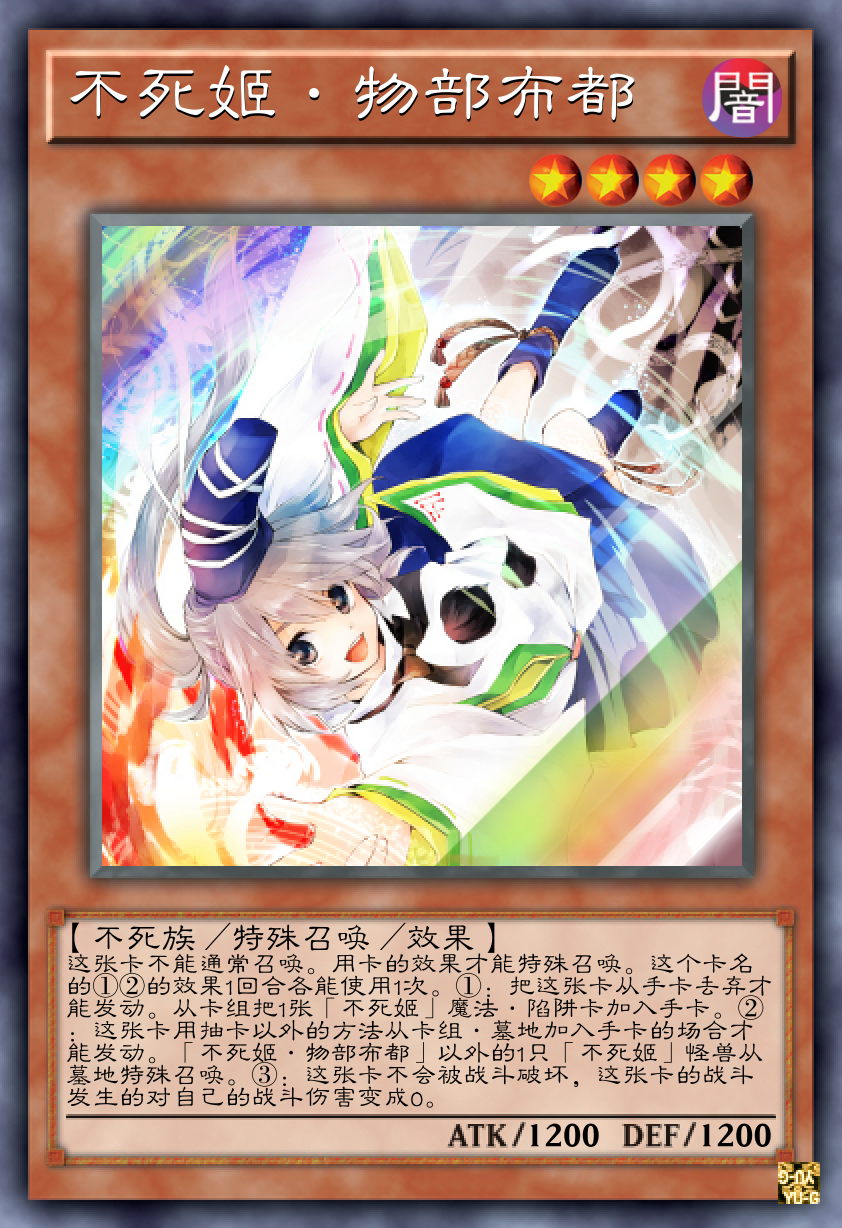 不死姬・物部布都
闇
【不死族／特殊召唤／效果】
这张卡不能通常召唤。用卡的效果才能特殊召唤。这个卡名
的①②的效果1回合各能使用1次。①：把这张卡从手卡丢弃才
能发动。从卡组把1张「不死姬」魔法・陷阱卡加入手卡。②
：这张卡用抽卡以外的方法从卡组・墓地加入手卡的场合才
能发动。「不死姬・物部布都」以外的1只「不死姬」怪兽从
墓地特殊召唤。③：这张卡不会被战斗破坏，这张卡的战斗
发生的对自己的战斗伤害变成0。
ATK/1200 DEF/1200